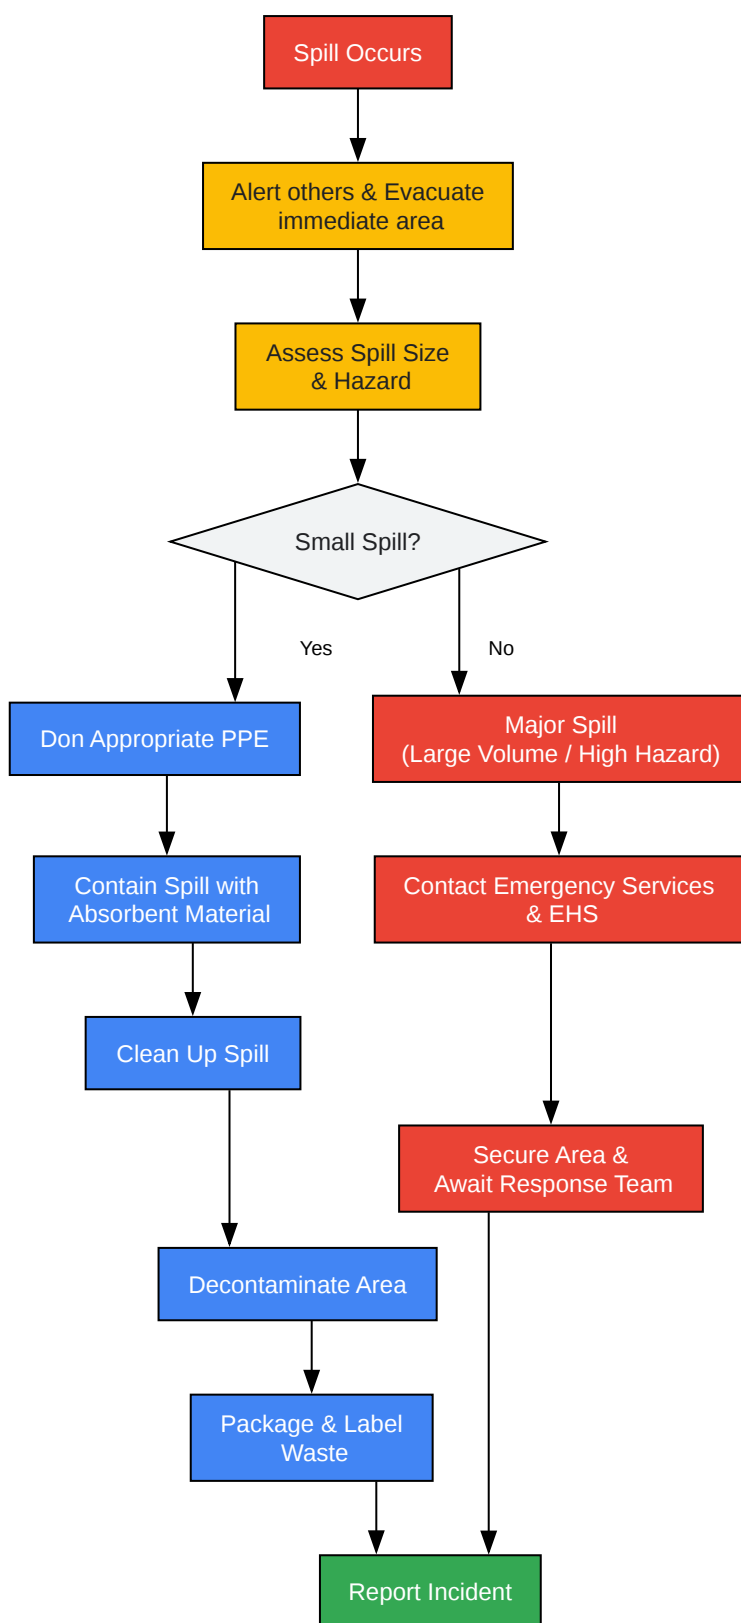 Spill Occurs
Alert others & Evacuate
immediate area
Assess Spill Size
& Hazard
Small Spill?
Yes
No
Don Appropriate PPE
Major Spill
(Large Volume / High Hazard)
Contain Spill with
Absorbent Material
Contact Emergency Services
& EHS
Clean Up Spill
Secure Area &
Await Response Team
Decontaminate Area
Package & Label
Waste
Report Incident